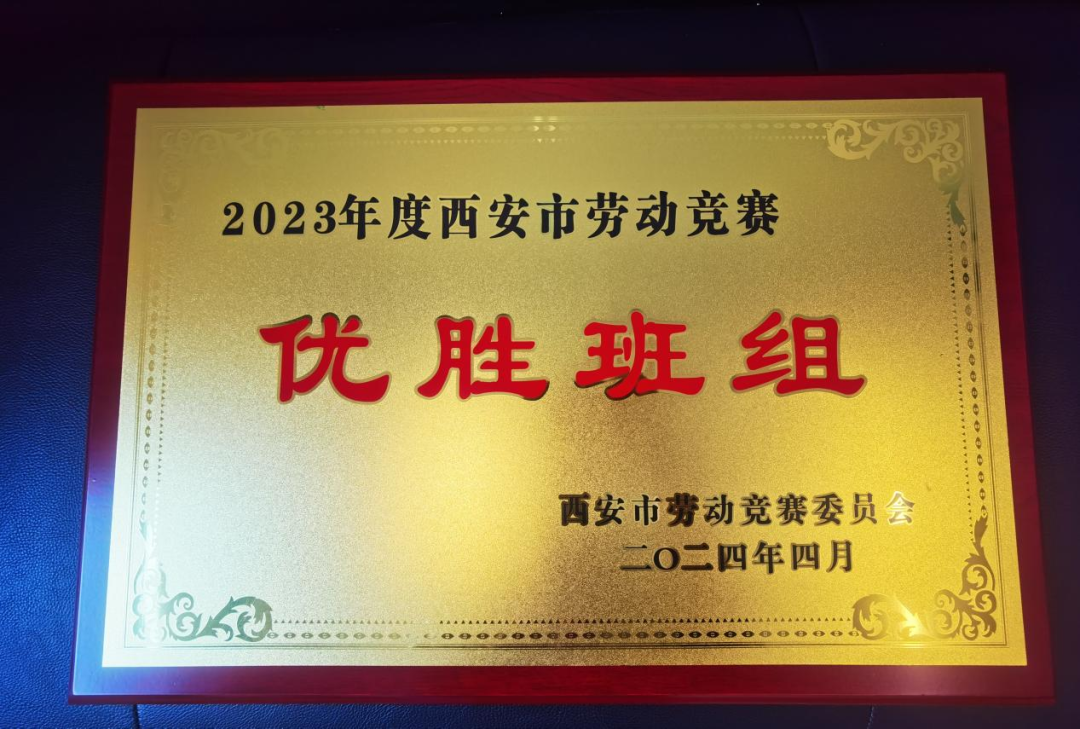 2023年度西安市劳动竞赛
优胜班组
西安市劳动竞赛委员会
二〇二四年四月